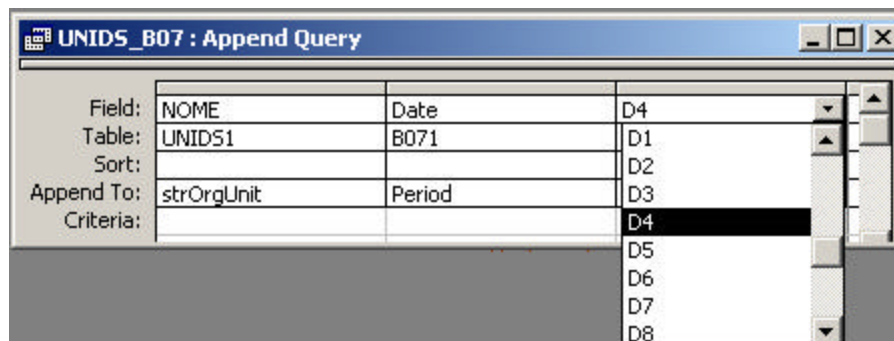 UNIDS_B07 : Append Query
Field: NOME Date D4
Table: UNIDS1 B071 D1
Sort: D2
Append To: strOrgUnit Period D3
Criteria: D4
D5
D6
D7
D8